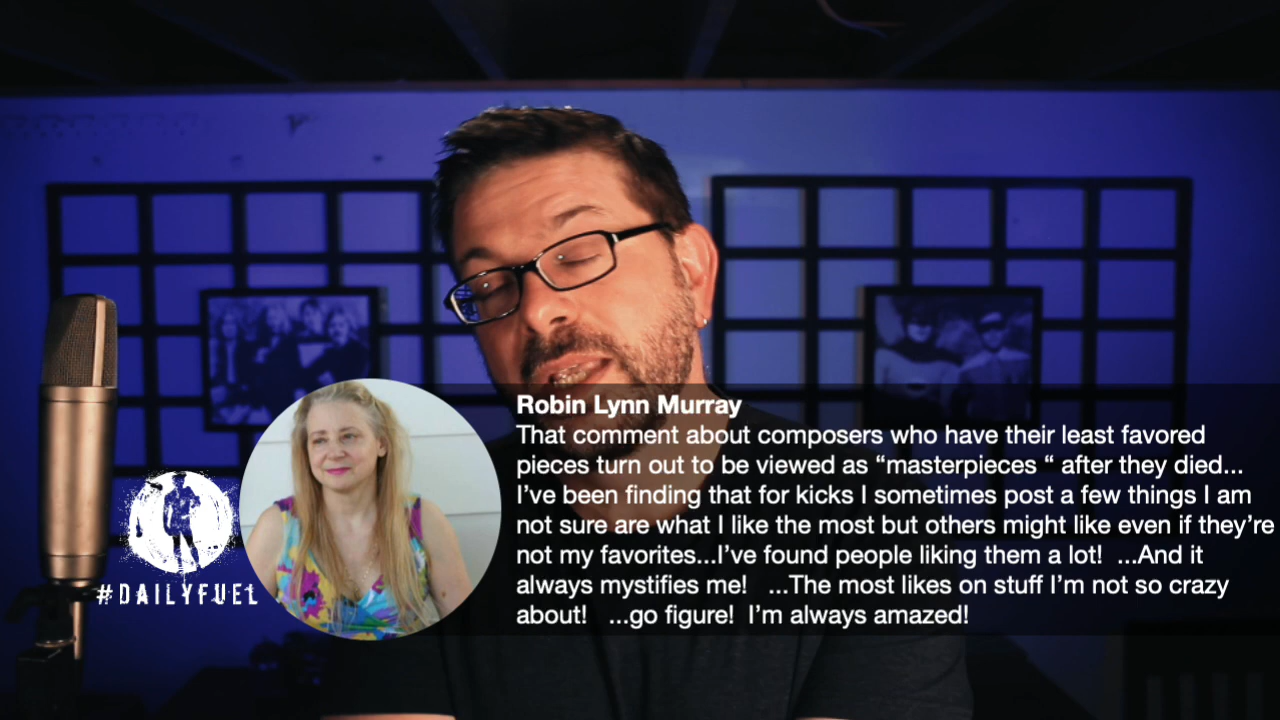 Robin Lynn Murray
That comment about composers who have their least favored
pieces turn out to be viewed as “masterpieces “ after they died...
I’ve been finding that for kicks I sometimes post a few things I am
not sure are what I like the most but others might like even if they’re
not my favorites...I’ve found people liking them a lot!  ...And it
always mystifies me!   ...The most likes on stuff I’m not so crazy
about!   ...go figure!  I’m always amazed!
#DAILYFUEL